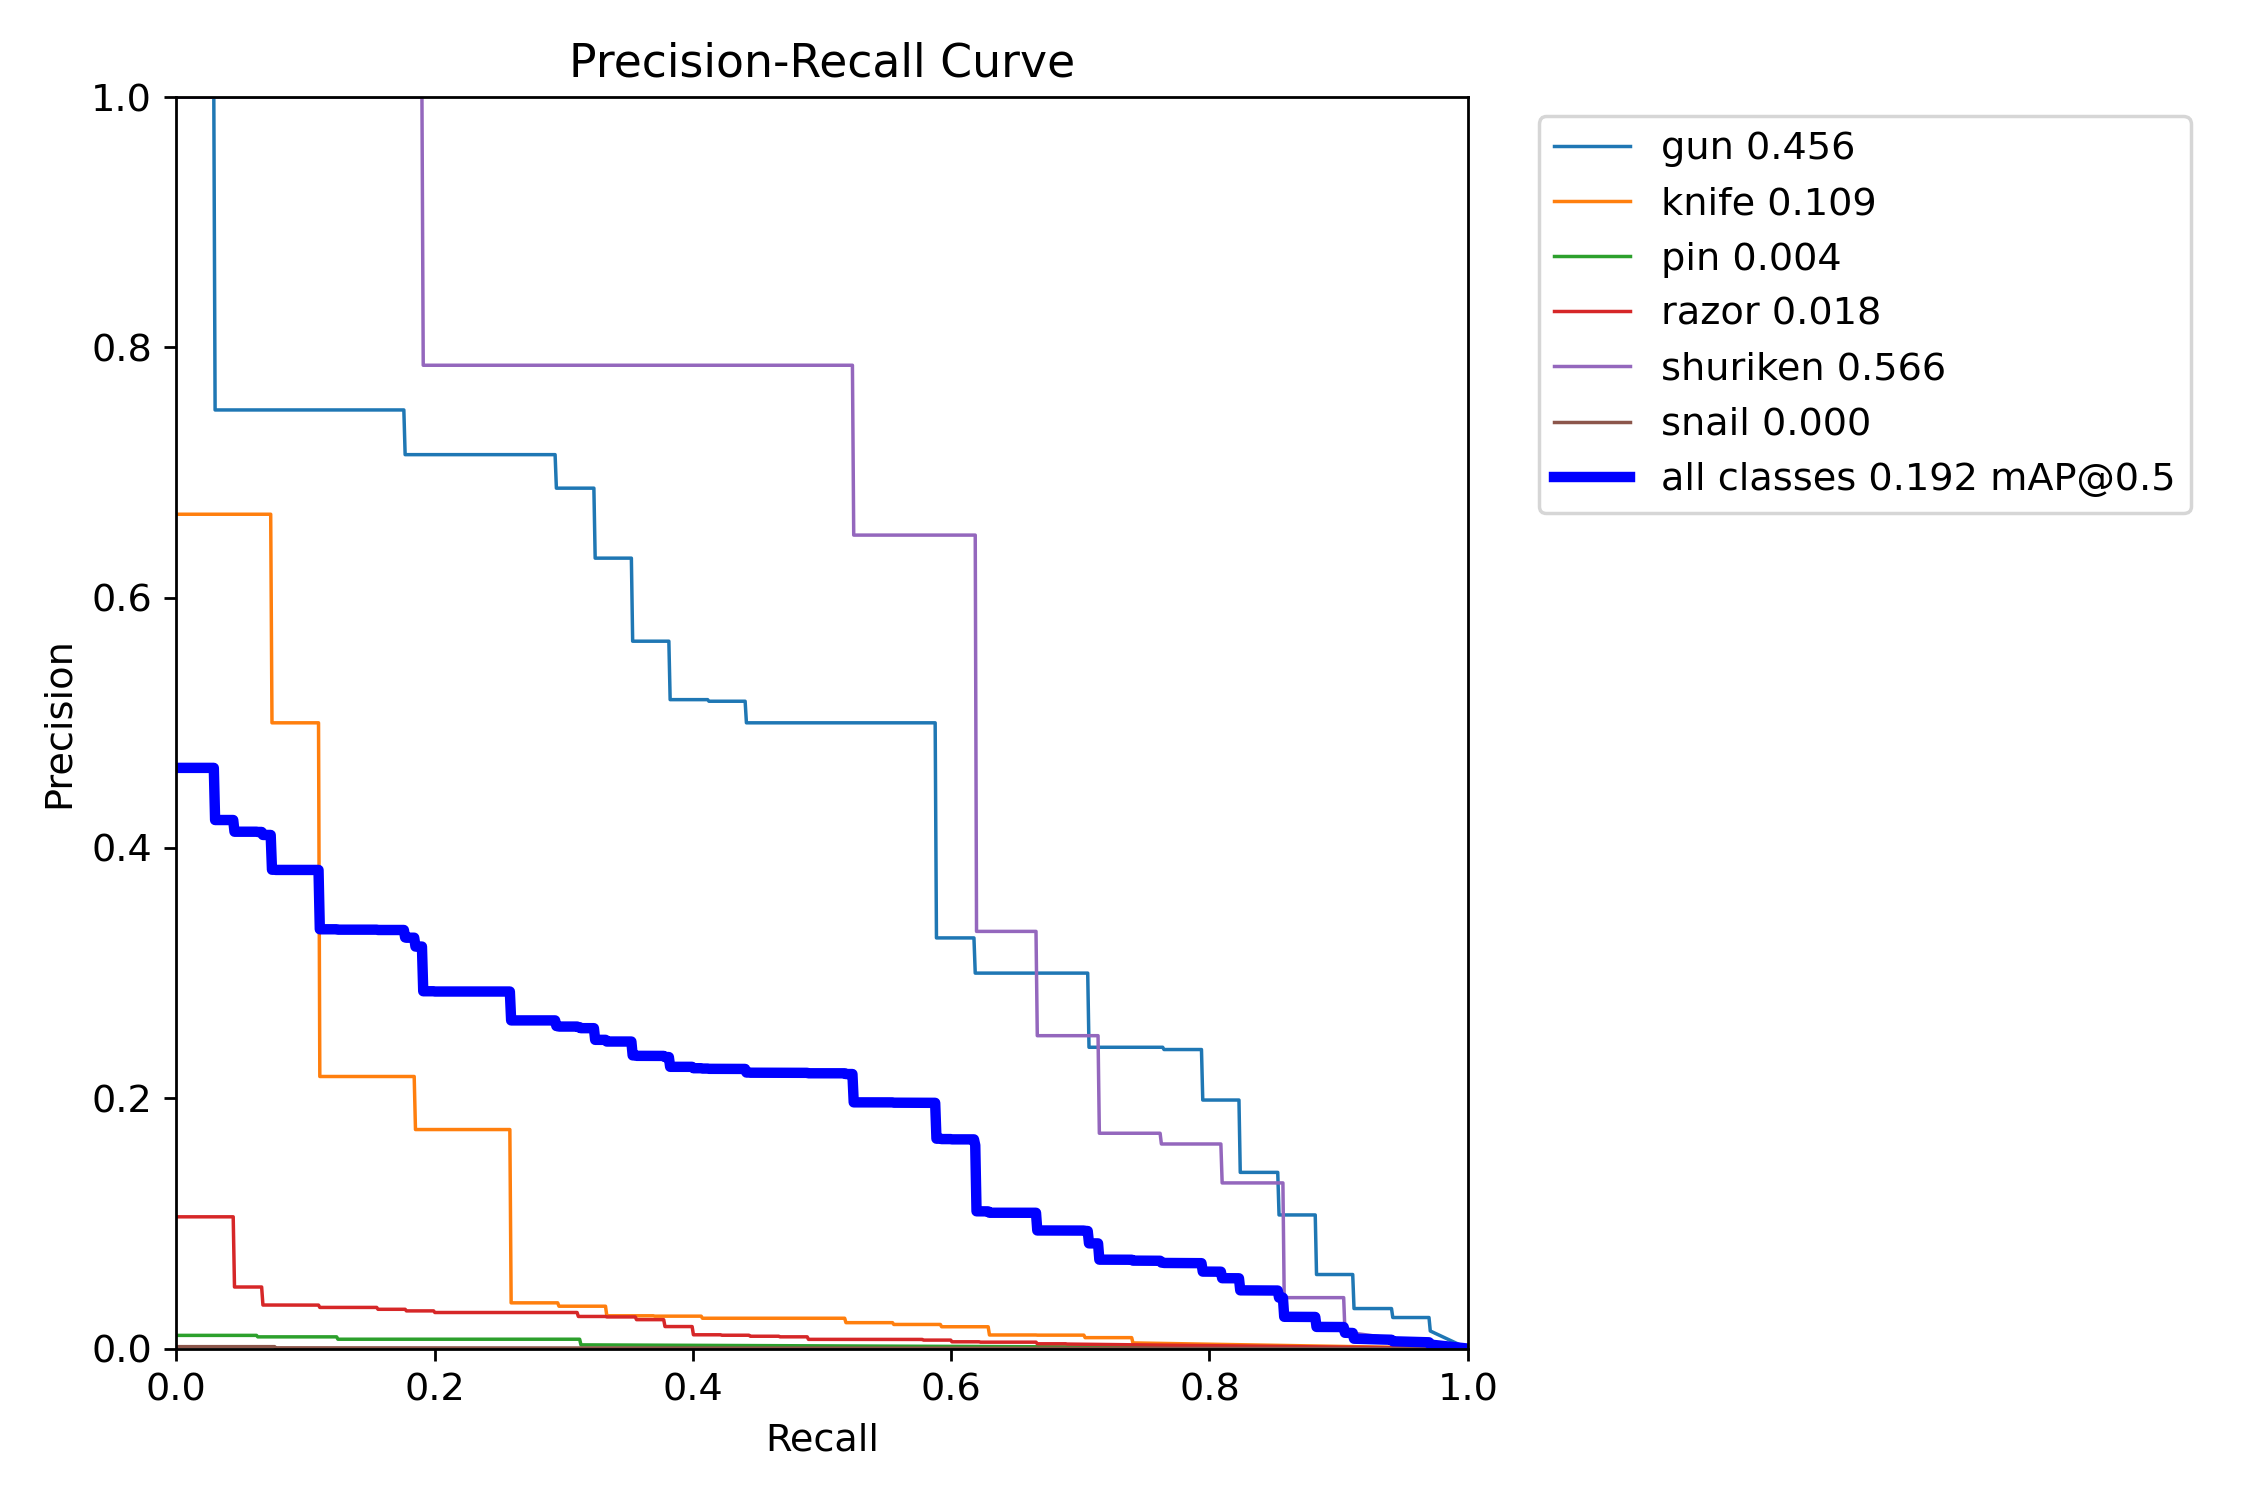 Precision-Recall Curve
1.0
0.8
0.6
0.4
0.2
0.0
Precision
0.0 0.2 0.4 0.6 0.8 1.0
Recall
gun 0.456
knife 0.109
pin 0.004
razor 0.018
shuriken 0.566
snail 0.000
all classes 0.192 mAP@0.5